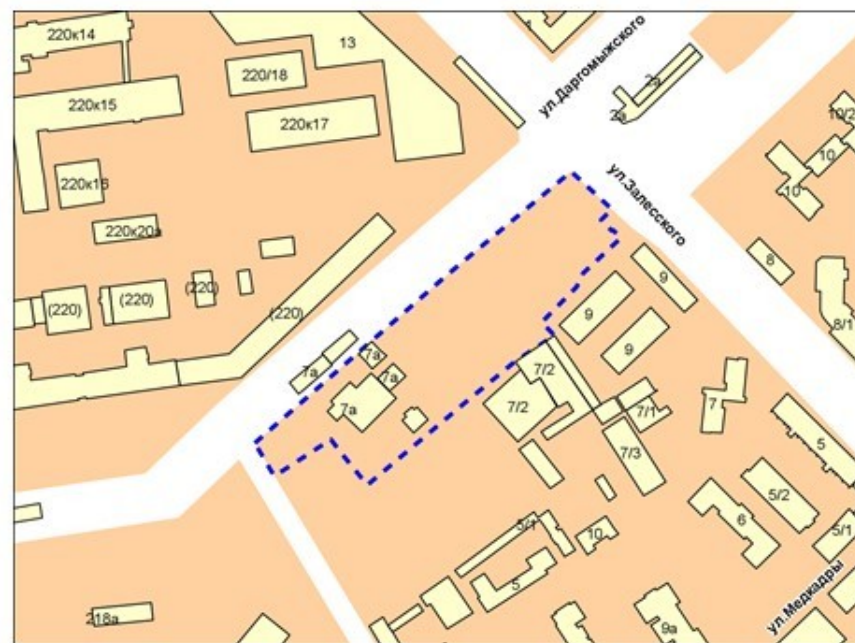 220к14
13
220/18
220к15
220к17
ул.Даргомыжского
2а
2а
10/2
10
10
220к16
ул.Залесского
220к20а
8
9
(220)
(220)
(220)
(220)
9
8/1
9
7а
7а
7а
7/2
7а
7/2
7/1
7
5
7/3
5/2
6
5/1
5/1
10
5
218а
9а
ул.Медкадры